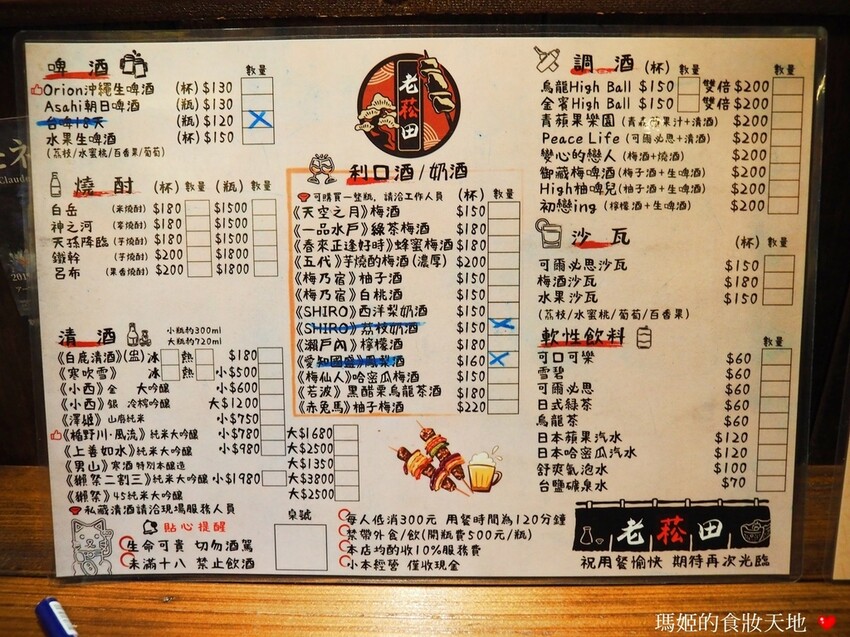 啤酒 數量
Orion沖繩生啤酒 (杯) $130
Asahi朝日啤酒 (瓶) $130
台啤18天 (瓶) $120
水果生啤酒 (杯) $150
(荔枝/水蜜桃/百香果/葡萄)
燒酎 (杯) 數量 (瓶) 數量
白岳 (米燒酎) $180 $1500
神之河 (麥燒酎) $180 $1500
天孫降臨 (芋燒酎) $180 $1500
鐵幹 (芋燒酎) $200 $1800
呂布 (果香燒酎) $180 $1800
清酒 小瓶約300ml
大瓶約720ml
《白鹿清酒》(出) 冰 熱 $180
《寒吹雪》 冰 熱 小$500
《小西》金 大吟釀 小$600
《小西》銀 冷榨吟釀 大$1200
《澤雄》山廢純米 小$750
《楯野川·風流》純米大吟釀 小$780 大$1680
《上善如水》純米大吟釀 小$980 大$2500
《男山》寒酒 特別本釀造 大$1350
《獺祭二割三》純米大吟釀 小$1980 大$3800
《獺祭》45純米大吟釀 大$2500
私藏清酒請洽現場服務人員
貼心提醒
生命可貴 切勿酒駕
未滿十八 禁止飲酒
桌號
老菘田
利口酒/奶酒
可購買一整瓶，請洽工作人員 (杯) 數量
《天空之月》梅酒 $150
《一品水戶》綠茶梅酒 $180
《春來正逢好時》蜂蜜梅酒 $180
《五代》芋燒酎梅酒 (濃厚) $200
《梅乃宿》柚子酒 $150
《梅乃宿》白桃酒 $150
《SHIRO》西洋梨奶酒 $150
《SHIRO》荔枝奶酒 $150
《瀨戶內》檸檬酒 $180
《愛知國盛》鳳梨酒 $160
《梅仙人》哈密瓜梅酒 $150
《若波》黑醋栗烏龍茶酒 $180
《赤兔馬》柚子梅酒 $220
每人低消300元 用餐時間為120分鐘
禁帶外食/飲 (開瓶費500元/瓶)
本店均酌收10%服務費
小本經營 僅收現金
調酒 (杯) 數量 數量
烏龍High Ball $150 雙倍 $200
金賓High Ball $150 雙倍 $200
青蘋果樂園 (青森蘋果汁+清酒) $200
Peace Life (可爾必思+清酒) $200
變心的戀人 (梅酒+燒酒) $200
御藏梅啤酒 (梅子酒+生啤酒) $200
High柚啤兒 (柚子酒+生啤酒) $200
初戀ing (檸檬酒+生啤酒) $200
沙瓦 (杯) 數量
可爾必思沙瓦 $150
梅酒沙瓦 $180
水果沙瓦 $150
(荔枝/水蜜桃/葡萄/百香果)
軟性飲料 數量
可口可樂 $60
雪碧 $60
可爾必思 $60
日式綠茶 $60
烏龍茶 $60
日本蘋果汽水 $120
日本哈密瓜汽水 $120
舒爽氣泡水 $100
台鹽礦泉水 $70
老菘田
祝用餐愉快 期待再次光臨
瑪姬的食妝天地